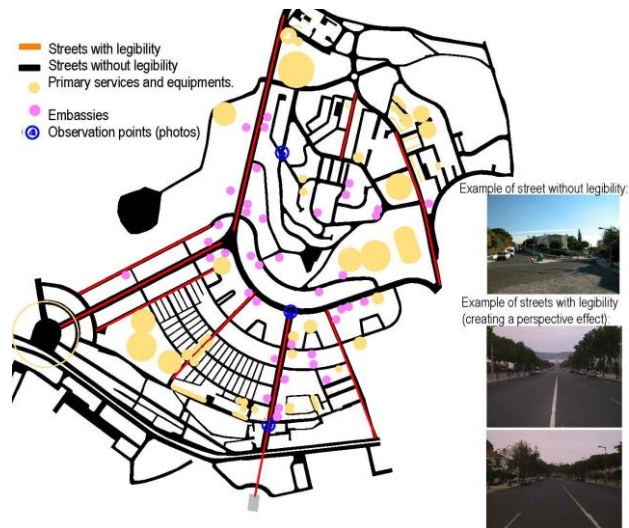 Streets with legibility
Streets without legibility
Primary services and equipments.
Embassies
Observation points (photos)
Example of street without legibility:
Example of streets with legibility
(creating a perspective effect):